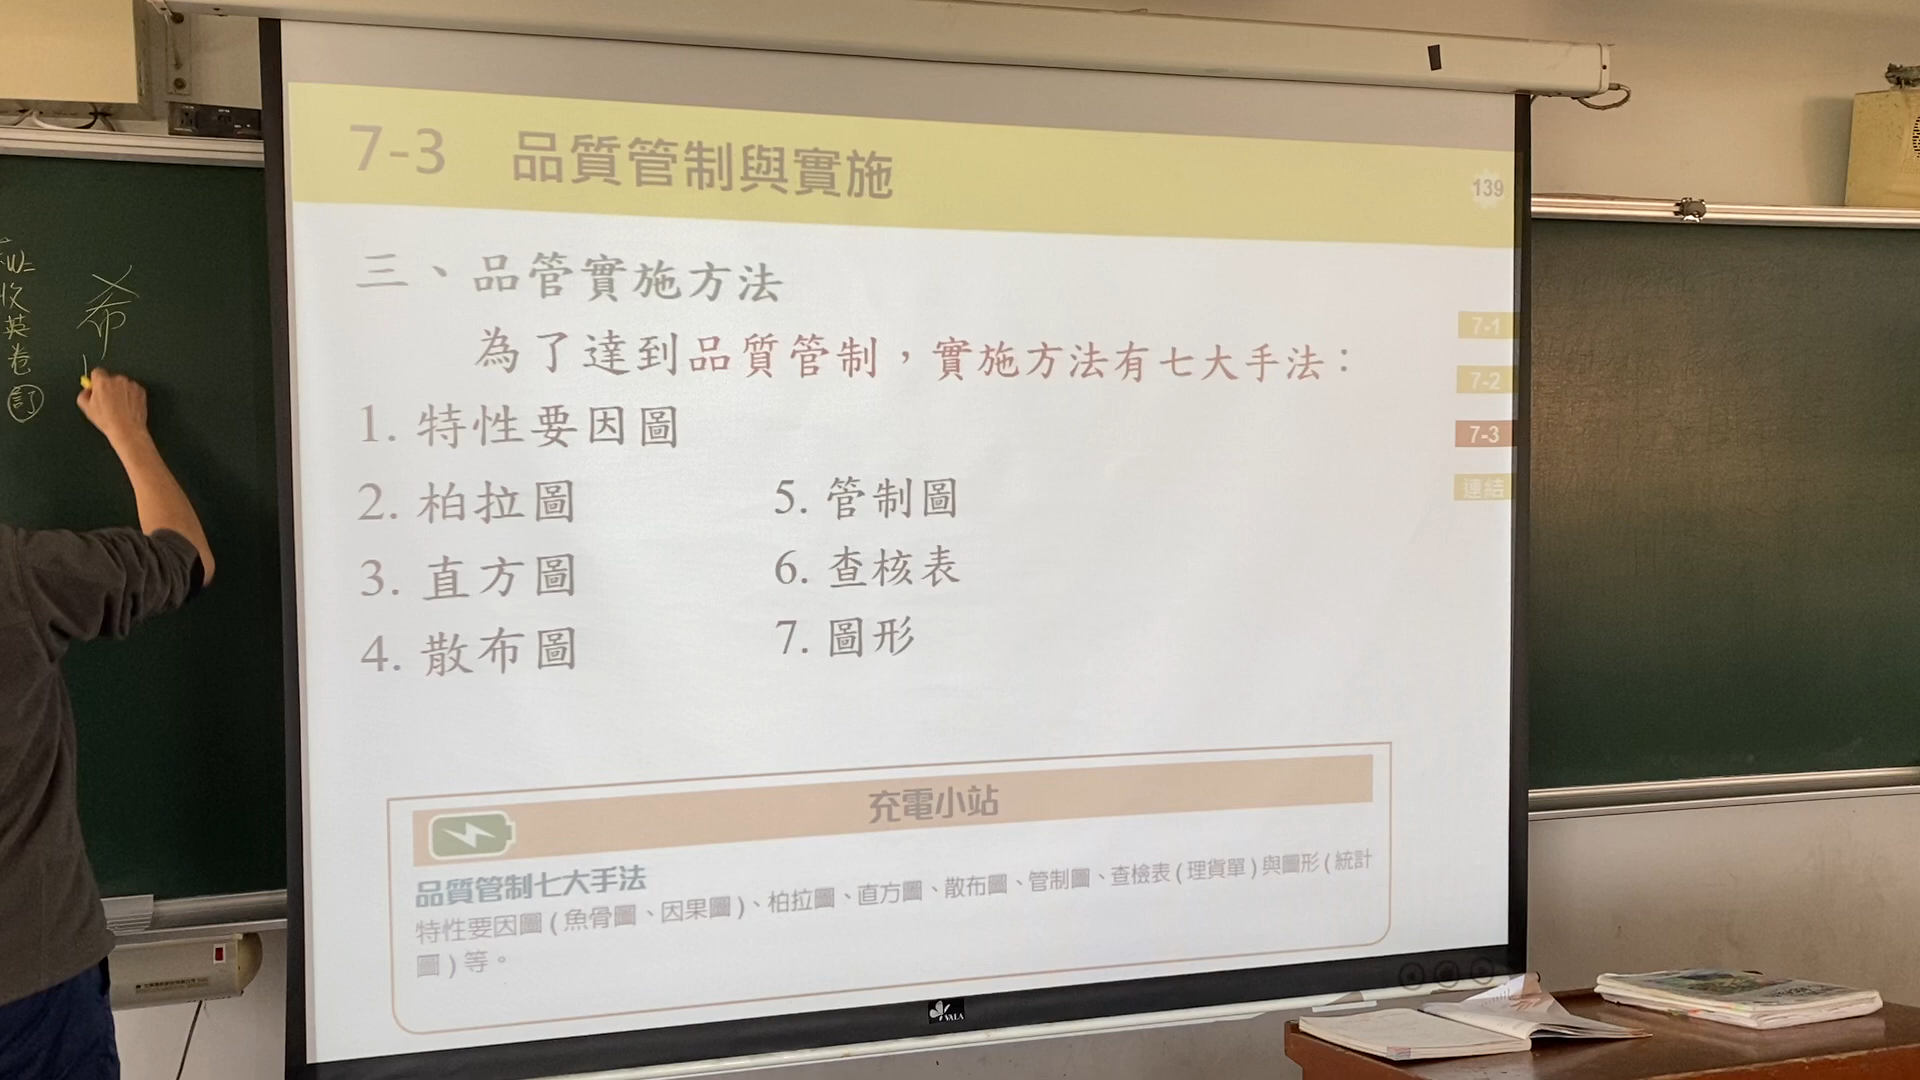 7-3 品質管制與實施
139
三、品管實施方法
為了達到品質管制，實施方法有七大手法：
1. 特性要因圖
2. 柏拉圖
3. 直方圖
4. 散布圖
5. 管制圖
6. 查核表
7. 圖形
7-1
7-2
7-3
連結
充電小站
品質管制七大手法
特性要因圖(魚骨圖、因果圖)、柏拉圖、直方圖、散布圖、管制圖、查檢表(理貨單)與圖形(統計
圖)等。
收英卷訂
希
YALA